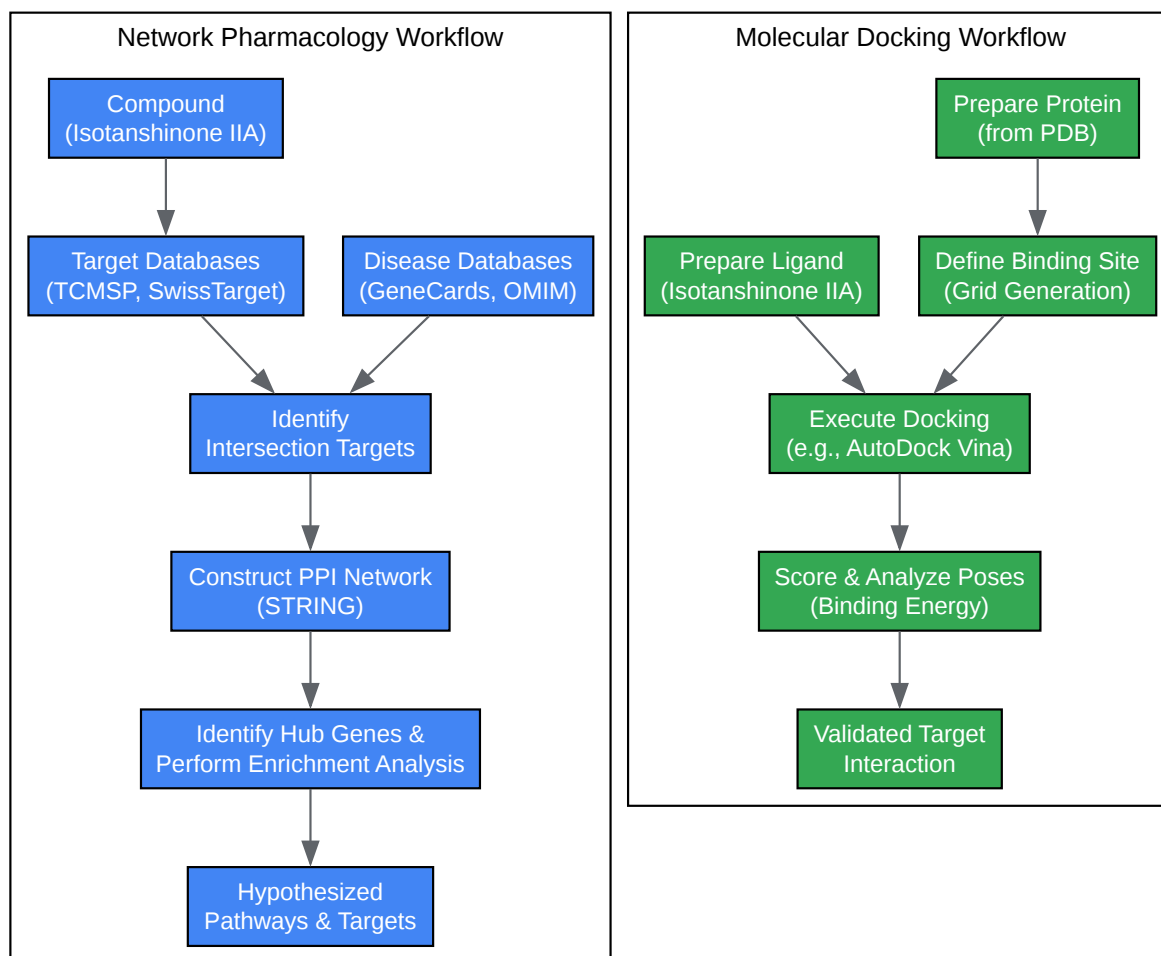 Network Pharmacology Workflow
Compound
(Isotanshinone IIA)
Target Databases
(TCMSP, SwissTarget)
Disease Databases
(GeneCards, OMIM)
Identify
Intersection Targets
Construct PPI Network
(STRING)
Identify Hub Genes &
Perform Enrichment Analysis
Hypothesized
Pathways & Targets
Molecular Docking Workflow
Prepare Protein
(from PDB)
Prepare Ligand
(Isotanshinone IIA)
Define Binding Site
(Grid Generation)
Execute Docking
(e.g., AutoDock Vina)
Score & Analyze Poses
(Binding Energy)
Validated Target
Interaction